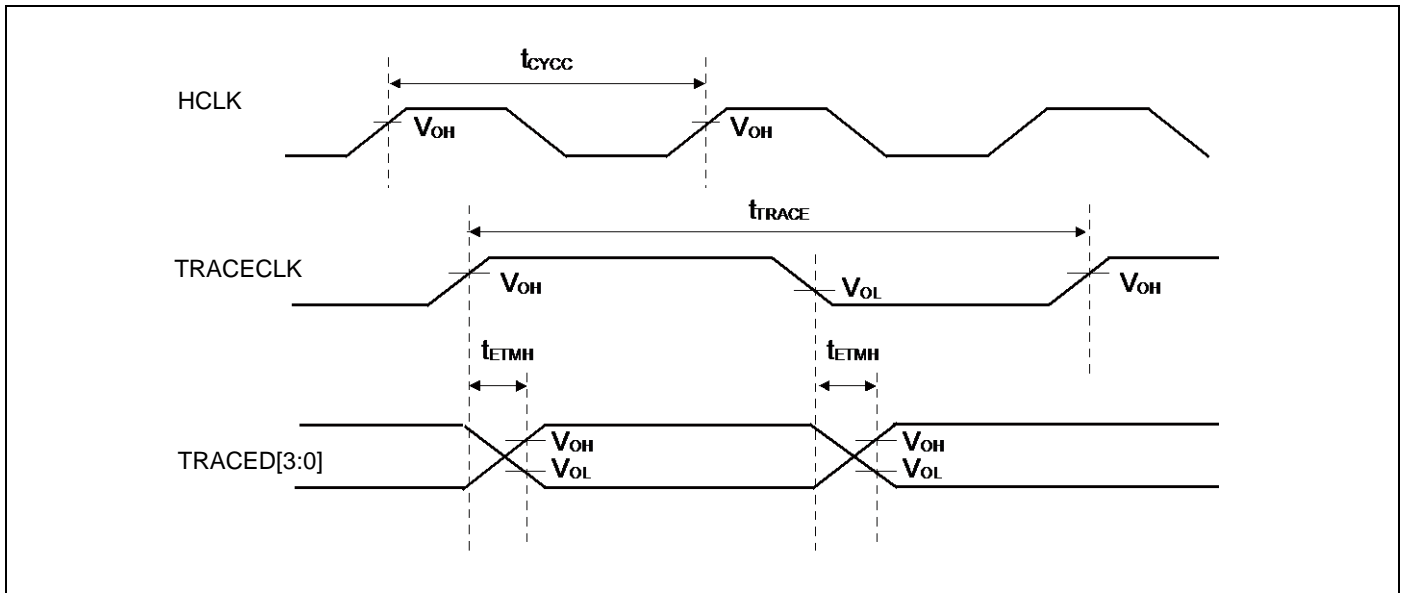 tCYCC
HCLK
VOH VOH
tTRACE
TRACECLK
VOH VOL VOH
tETMH tETMH
TRACED[3:0]
VOH VOH
VOL VOL